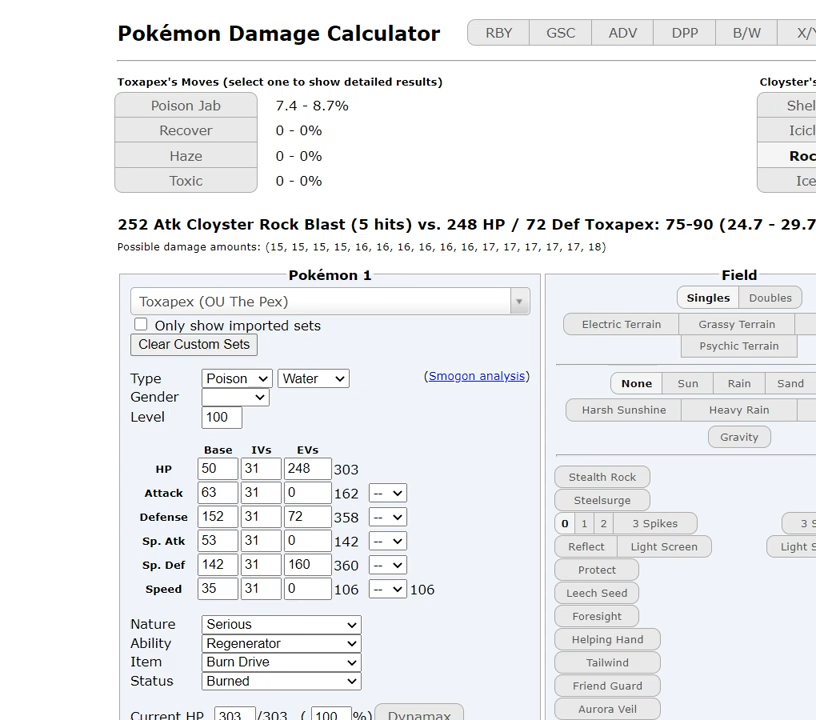 Pokémon Damage Calculator
RBY GSC ADV DPP B/W X/Y
Toxapex's Moves (select one to show detailed results)
Cloyster's
Poison Jab 7.4 - 8.7%
Recover 0 - 0%
Haze 0 - 0%
Toxic 0 - 0%
Shel
Icicl
Roc
Ice
252 Atk Cloyster Rock Blast (5 hits) vs. 248 HP / 72 Def Toxapex: 75-90 (24.7 - 29.7
Possible damage amounts: (15, 15, 15, 15, 16, 16, 16, 16, 16, 16, 17, 17, 17, 17, 17, 18)
Pokémon 1
Toxapex (OU The Pex)
Only show imported sets
Clear Custom Sets
Type Poison Water
(Smogon analysis)
Gender
Level 100
Base IVs EVs
HP 50 31 248 303
Attack 63 31 0 162 --
Defense 152 31 72 358 --
Sp. Atk 53 31 0 142 --
Sp. Def 142 31 160 360 --
Speed 35 31 0 106 -- 106
Nature Serious
Ability Regenerator
Item Burn Drive
Status Burned
Current HP 303 /303 ( 100 %) Dynamax
Field
Singles Doubles
Electric Terrain Grassy Terrain
Psychic Terrain
None Sun Rain Sand
Harsh Sunshine Heavy Rain
Gravity
Stealth Rock
Steelsurge
0 1 2 3 Spikes 3 S
Reflect Light Screen Light S
Protect
Leech Seed
Foresight
Helping Hand
Tailwind
Friend Guard
Aurora Veil